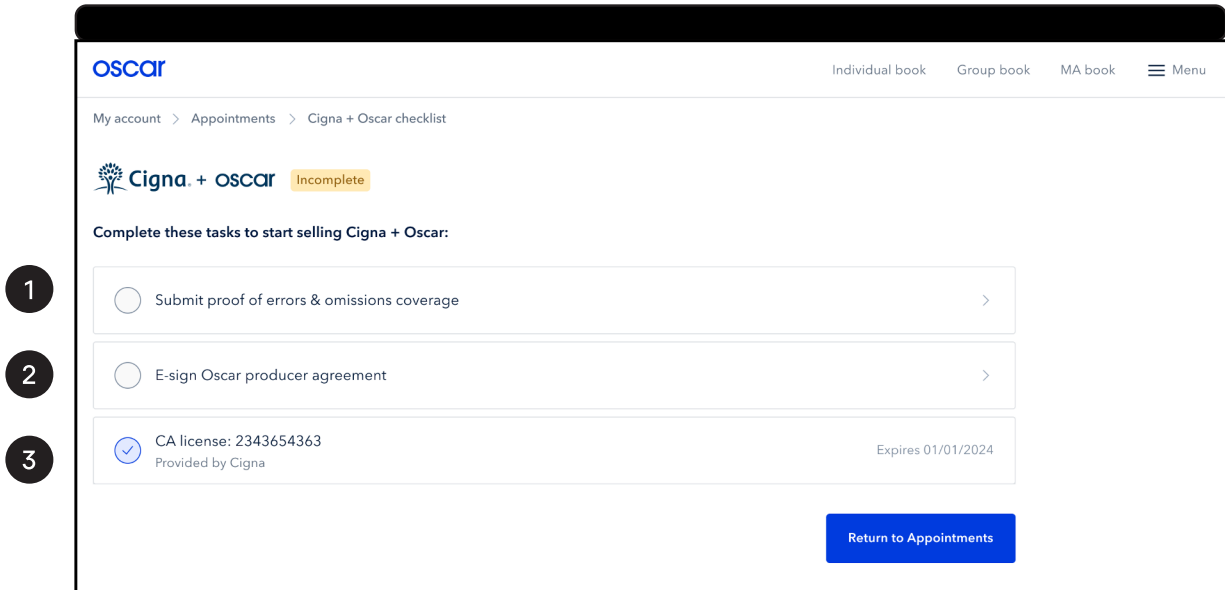 oscar
Individual book Group book MA book Menu
My account > Appointments > Cigna + Oscar checklist
Cigna. + oscar Incomplete
Complete these tasks to start selling Cigna + Oscar:
1 Submit proof of errors & omissions coverage
2 E-sign Oscar producer agreement
3 CA license: 2343654363
Provided by Cigna
Expires 01/01/2024
Return to Appointments